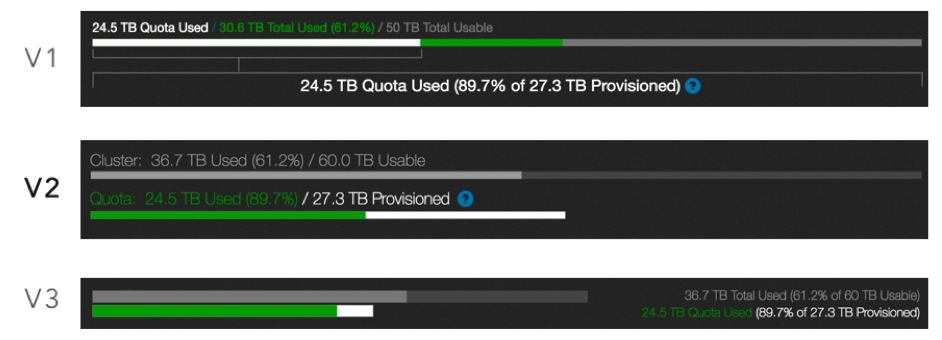 V1
24.5 TB Quota Used / 30.6 TB Total Used (61.2%) / 50 TB Total Usable
24.5 TB Quota Used (89.7% of 27.3 TB Provisioned) ?
V2
Cluster: 36.7 TB Used (61.2%) / 60.0 TB Usable
Quota: 24.5 TB Used (89.7%) / 27.3 TB Provisioned ?
V3
36.7 TB Total Used (61.2% of 60 TB Usable)
24.5 TB Quota Used (89.7% of 27.3 TB Provisioned)